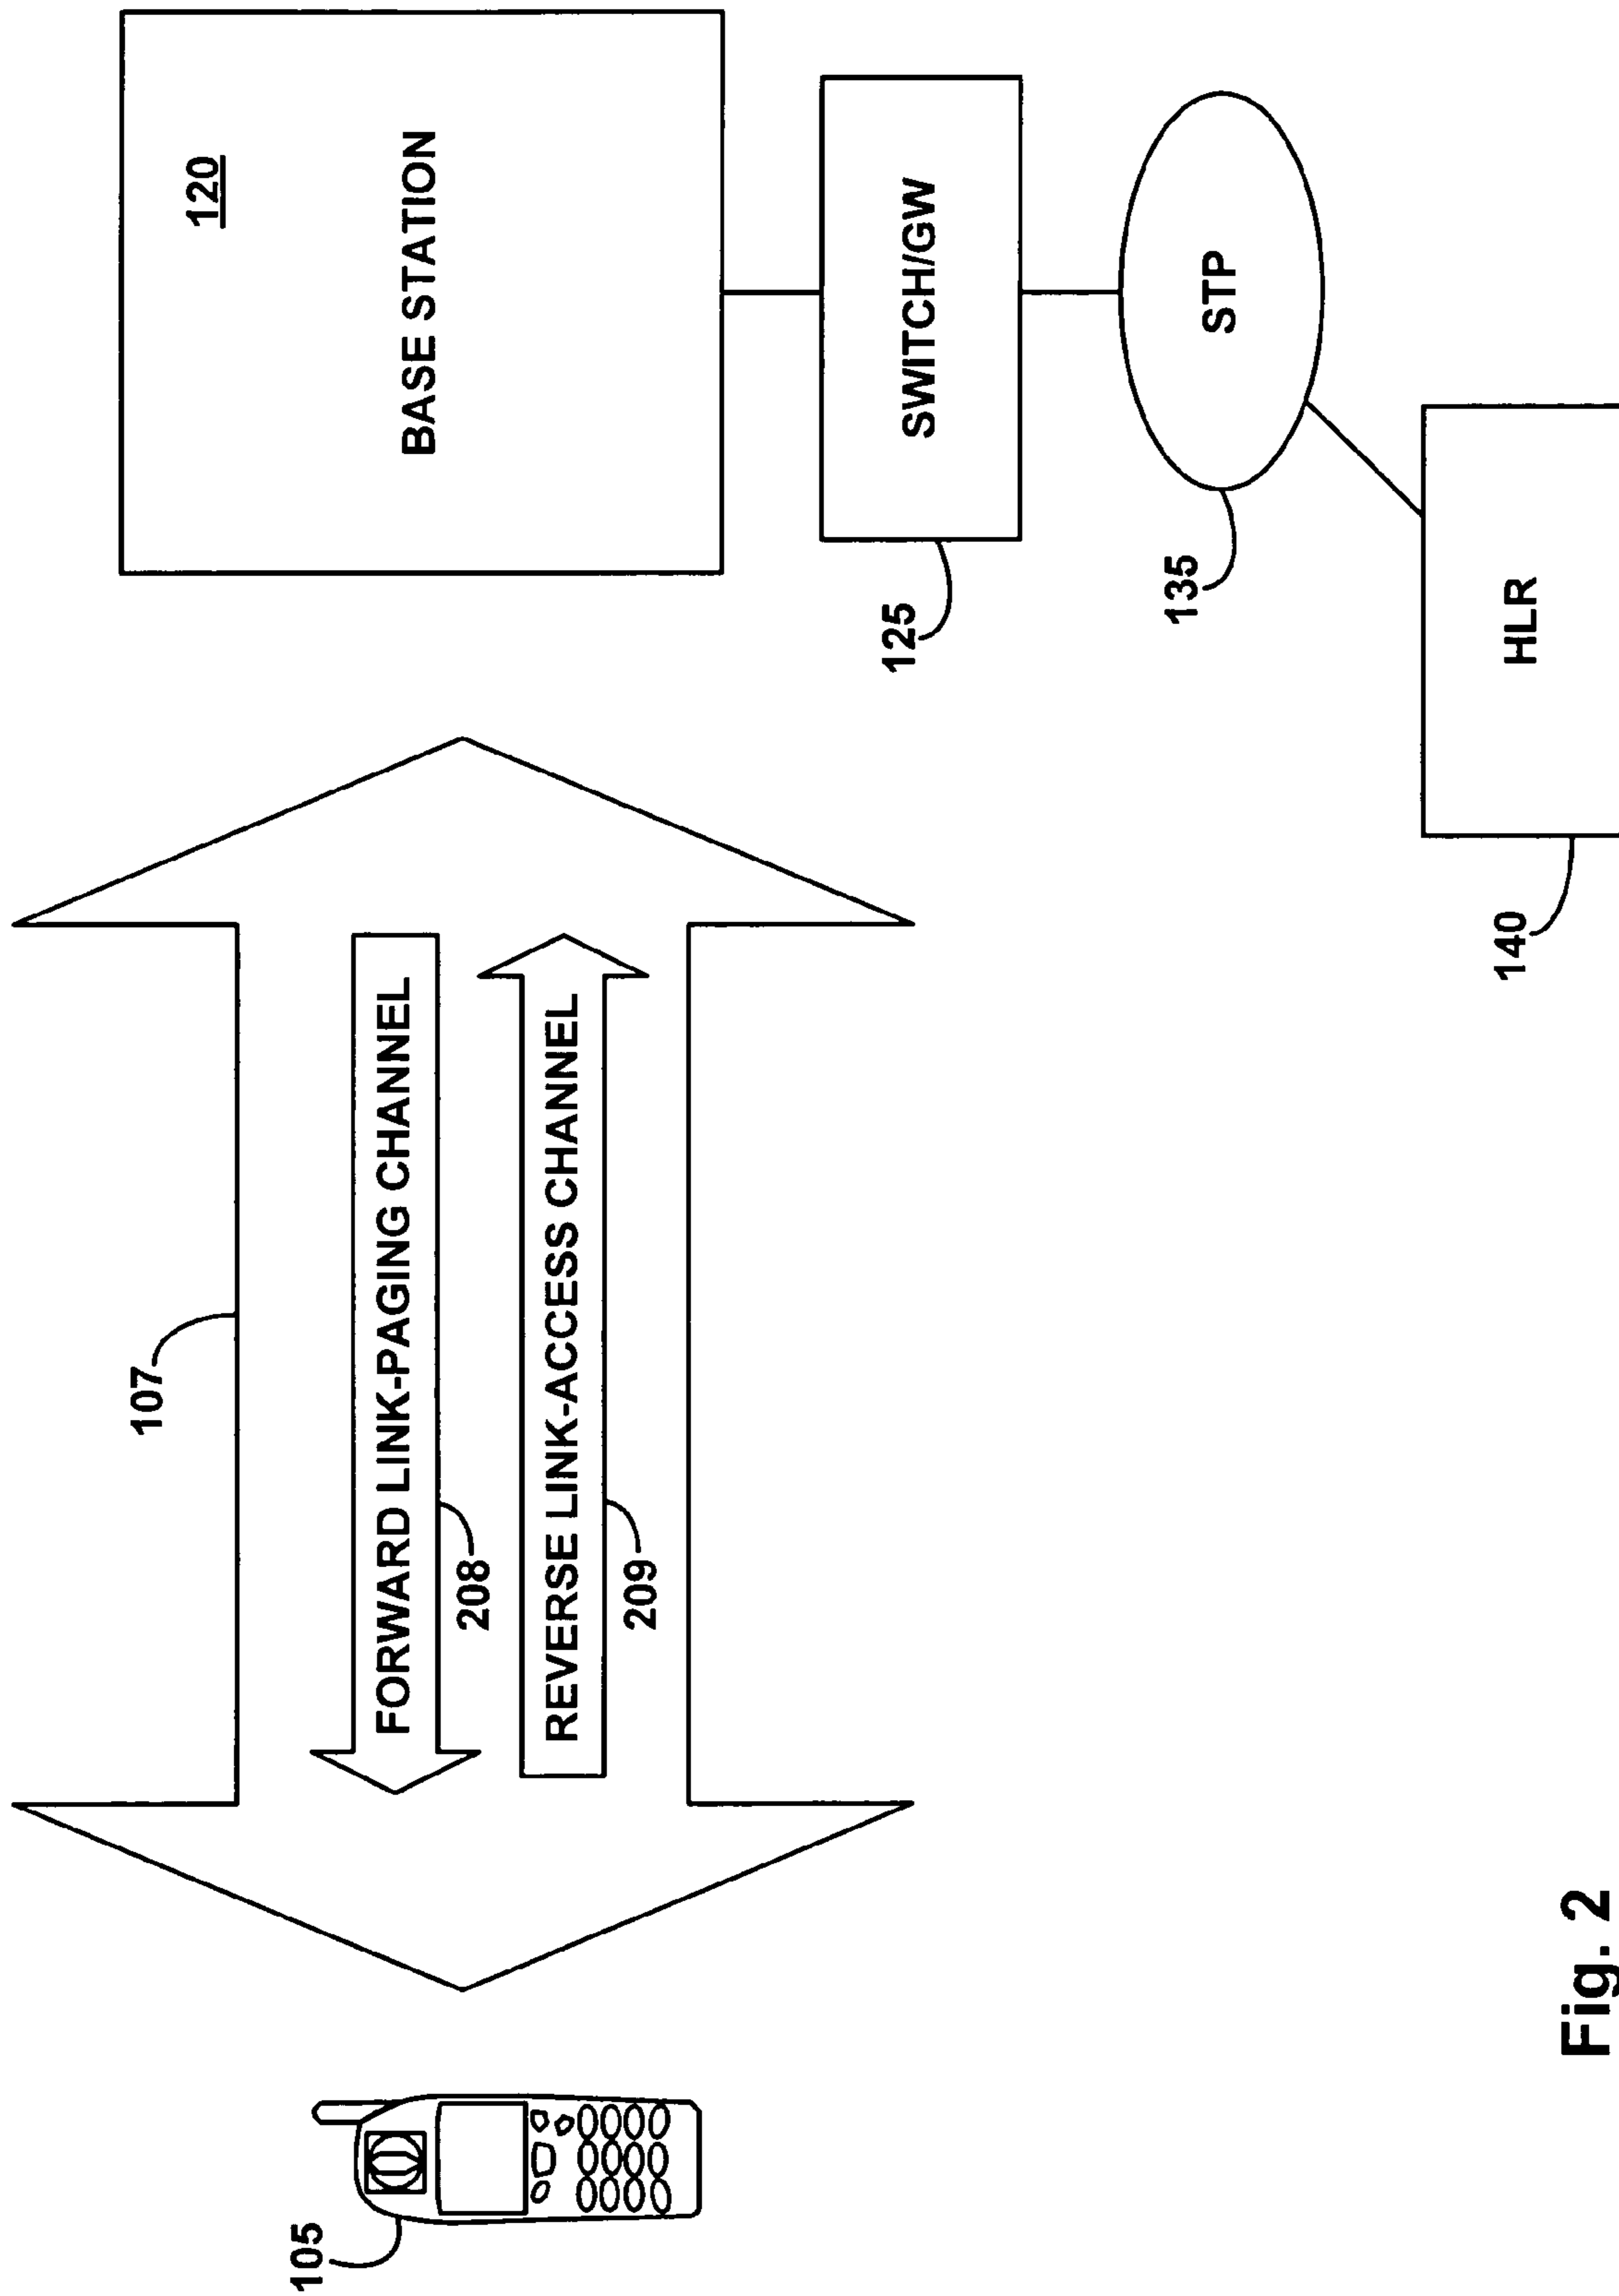 107
120
BASE STATION
FORWARD LINK-PAGING CHANNEL
105
208
REVERSE LINK-ACCESS CHANNEL
209
125
SWITCH/GW
135
STP
140
HLR
Fig. 2